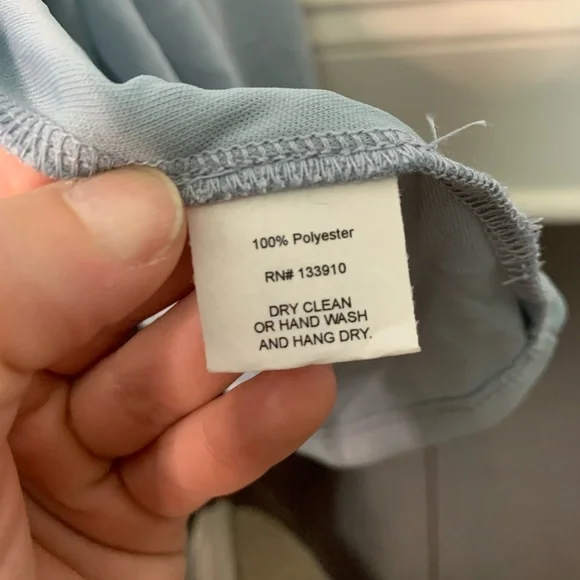 100% Polyester
RN# 133910
DRY CLEAN
OR HAND WASH
AND HANG DRY.